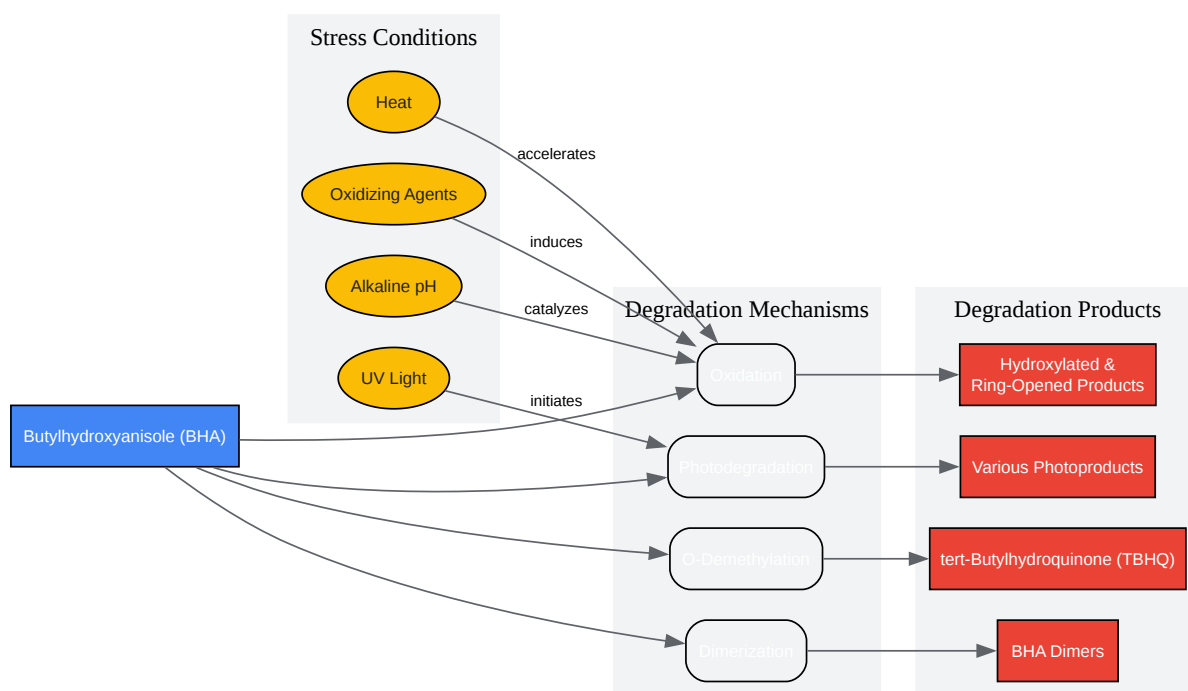 Stress Conditions
Heat
accelerates
Oxidizing Agents
induces
Alkaline pH
catalyzes
UV Light
initiates
Butylhydroxyanisole (BHA)
Degradation Mechanisms
Oxidation
Photodegradation
O-Demethylation
Dimerization
Degradation Products
Hydroxylated &
Ring-Opened Products
Various Photoproducts
tert-Butylhydroquinone (TBHQ)
BHA Dimers